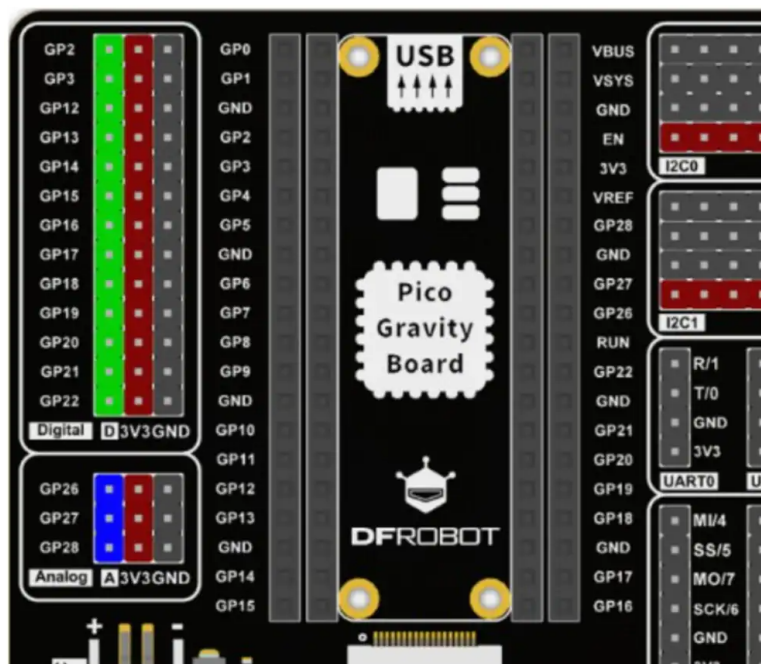 GP2
GP3
GP12
GP13
GP14
GP15
GP16
GP17
GP18
GP19
GP20
GP21
GP22
Digital D 3V3 GND
GP26
GP27
GP28
Analog A 3V3 GND
+ -
GP0
GP1
GND
GP2
GP3
GP4
GP5
GND
GP6
GP7
GP8
GP9
GND
GP10
GP11
GP12
GP13
GND
GP14
GP15
USB
Pico
Gravity
Board
DFROBOT
VBUS
VSYS
GND
EN
3V3
VREF
GP28
GND
GP27
GP26
RUN
GP22
GND
GP21
GP20
GP19
GP18
GND
GP17
GP16
I2C0
I2C1
R/1
T/0
GND
3V3
UART0
MI/4
SS/5
MO/7
SCK/6
GND